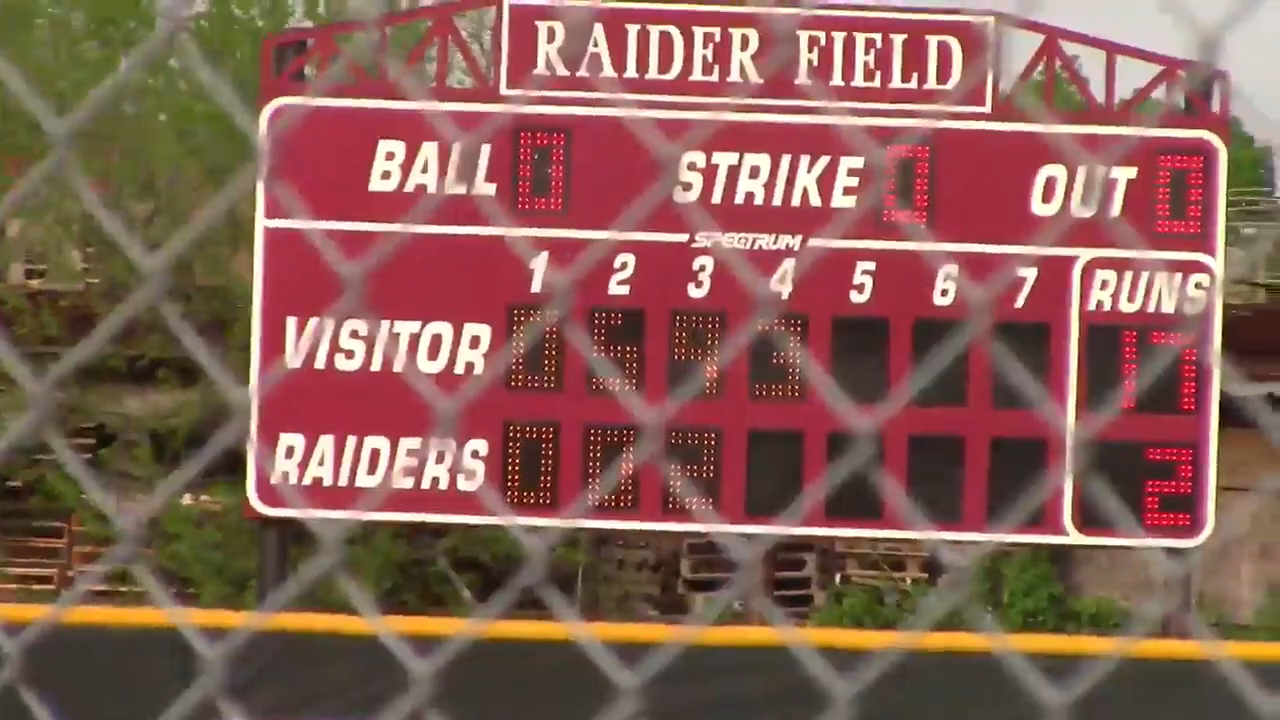 RAIDER FIELD
BALL 0 STRIKE 0 OUT 0
SPECTRUM
1 2 3 4 5 6 7 RUNS
VISITOR 0 5 9 3 17
RAIDERS 0 0 2 2